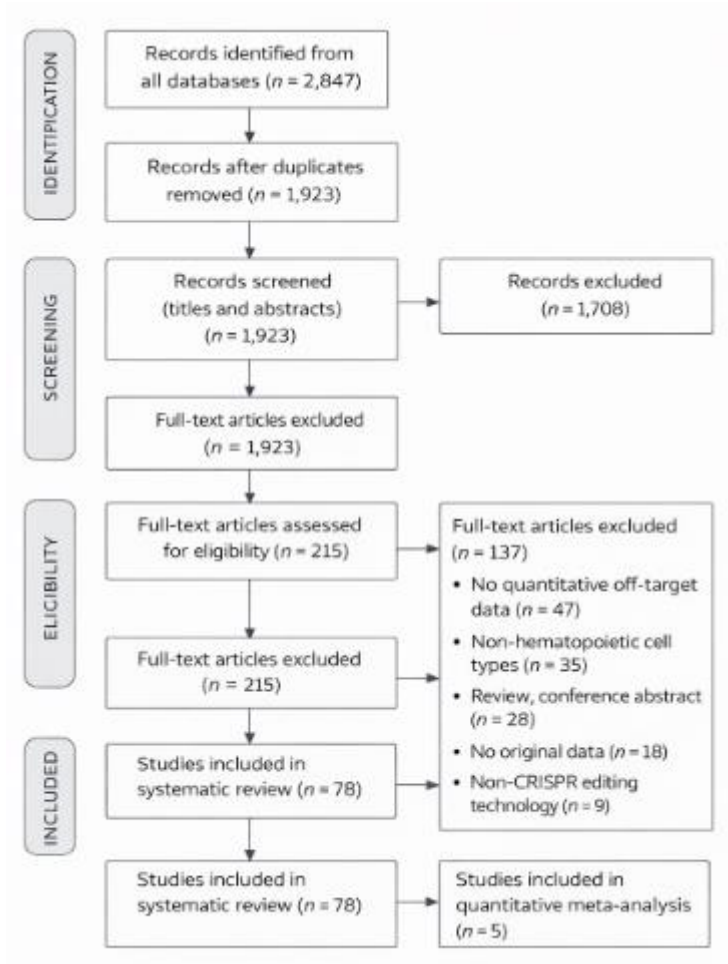 IDENTIPICATION
Records identified from
all databases (n = 2,847)
Records after duplicates
removed (n = 1,923)
SCREENING
Records screened
(titles and abstracts)
(n = 1,923)
Records excluded
(n = 1,708)
Full-text articles excluded
(n = 1,923)
ELIGIBILITY
Full-text articles assessed
for eligibility (n = 215)
Full-text articles excluded
(n = 137)
• No quantitative off-target
data (n = 47)
• Non-hematopoietic cell
types (n = 35)
• Review, conference abstract
(n = 28)
• No original data (n = 18)
• Non-CRISPR editing
technology (n = 9)
Full-text articles excluded
(n = 215)
INCLUDED
Studies included in
systematic review (n = 78)
Studies included in
systematic review (n = 78)
Studies included in
quantitative meta-analysis
(n = 5)